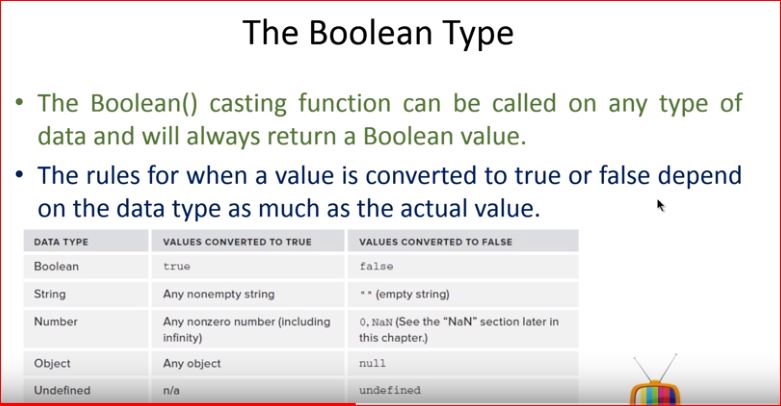 The Boolean Type
• The Boolean() casting function can be called on any type of
data and will always return a Boolean value.
• The rules for when a value is converted to true or false depend
on the data type as much as the actual value.
DATA TYPE VALUES CONVERTED TO TRUE VALUES CONVERTED TO FALSE
Boolean true false
String Any nonempty string "" (empty string)
Number Any nonzero number (including 0, NaN (See the "NaN" section later in
infinity) this chapter.)
Object Any object null
Undefined n/a undefined